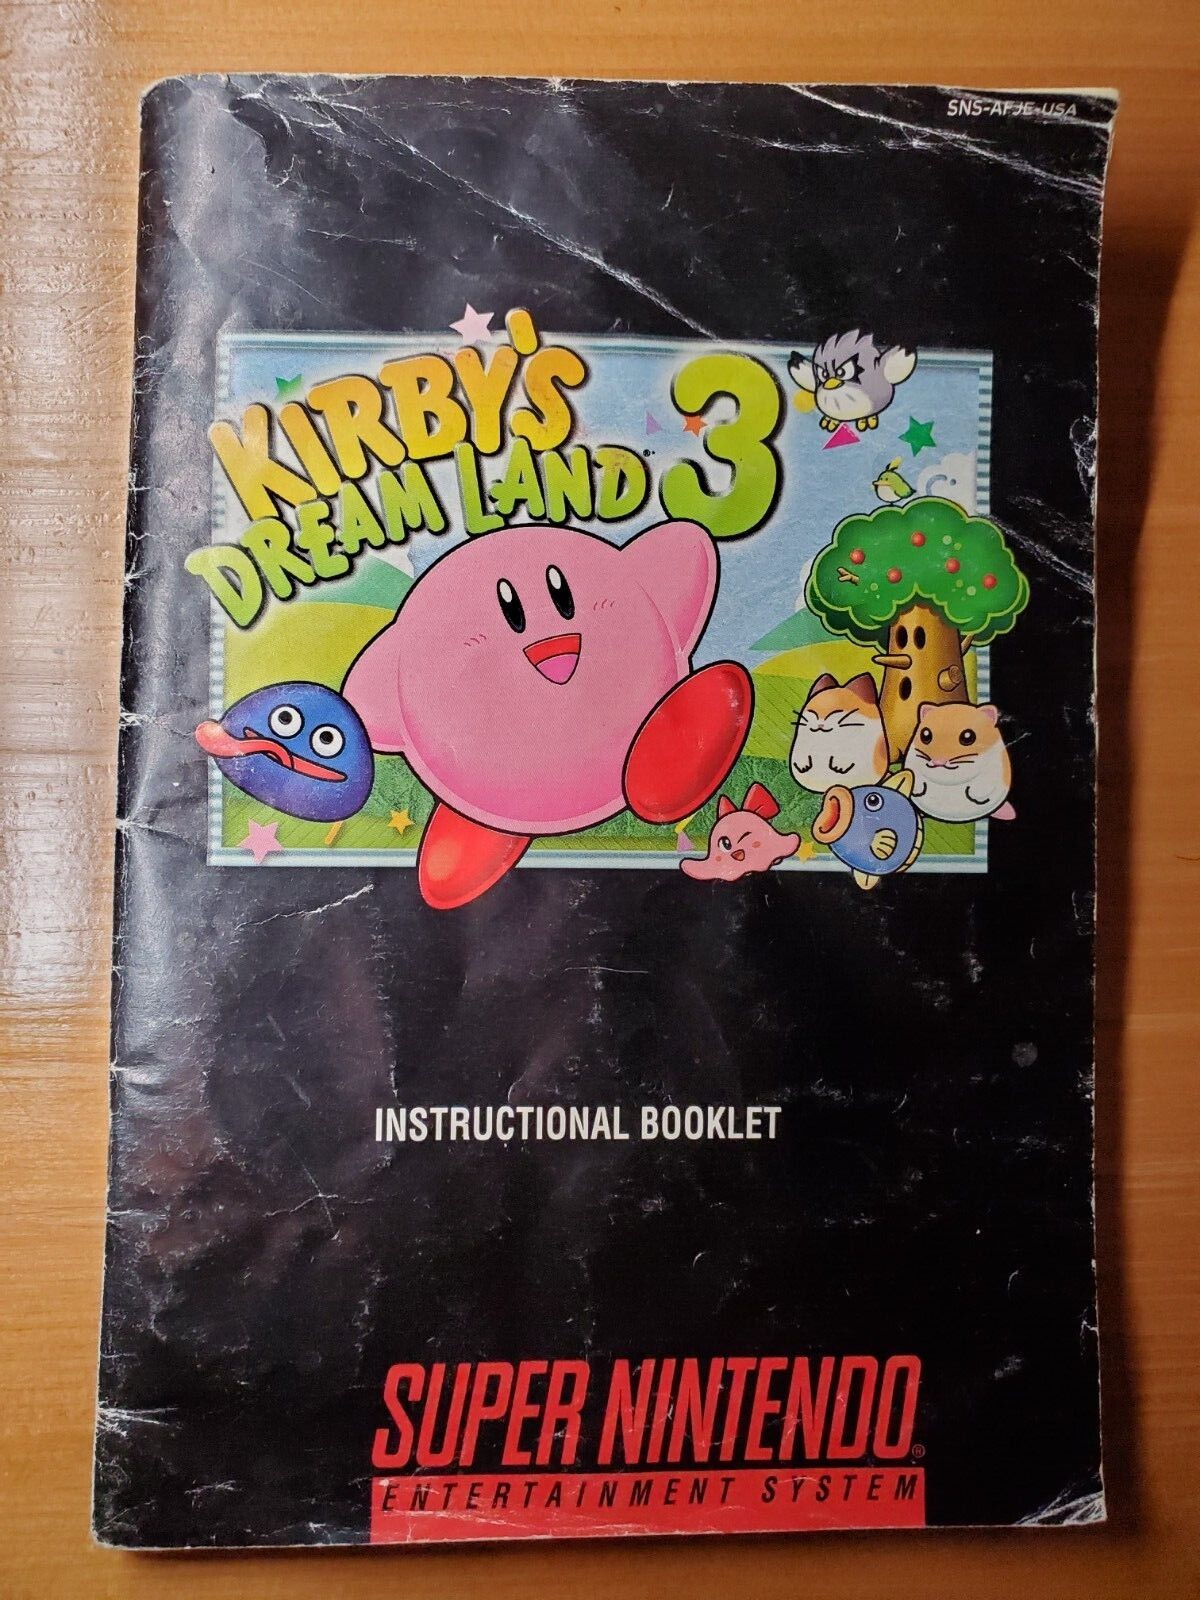 SNS-AFJE-USA
KIRBY'S
DREAM LAND® 3
INSTRUCTIONAL BOOKLET
SUPER NINTENDO®
ENTERTAINMENT SYSTEM